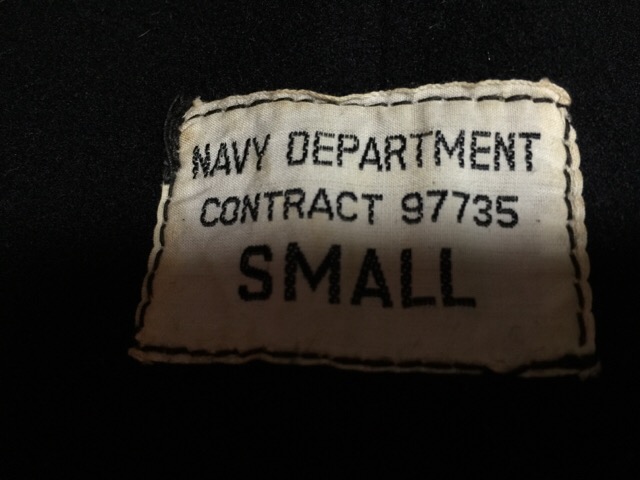 NAVY DEPARTMENT
CONTRACT 97735
SMALL